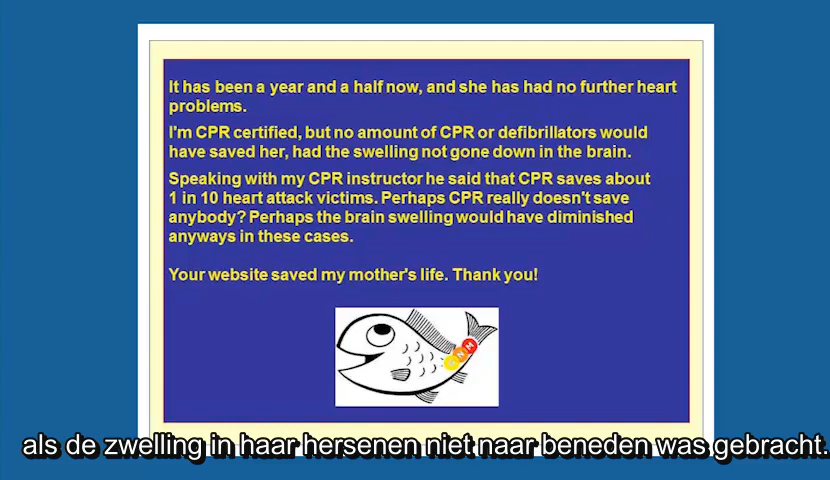 It has been a year and a half now, and she has had no further heart
problems.
I'm CPR certified, but no amount of CPR or defibrillators would
have saved her, had the swelling not gone down in the brain.
Speaking with my CPR instructor he said that CPR saves about
1 in 10 heart attack victims. Perhaps CPR really doesn't save
anybody? Perhaps the brain swelling would have diminished
anyways in these cases.
Your website saved my mother's life. Thank you!
als de zwelling in haar hersenen niet naar beneden was gebracht.